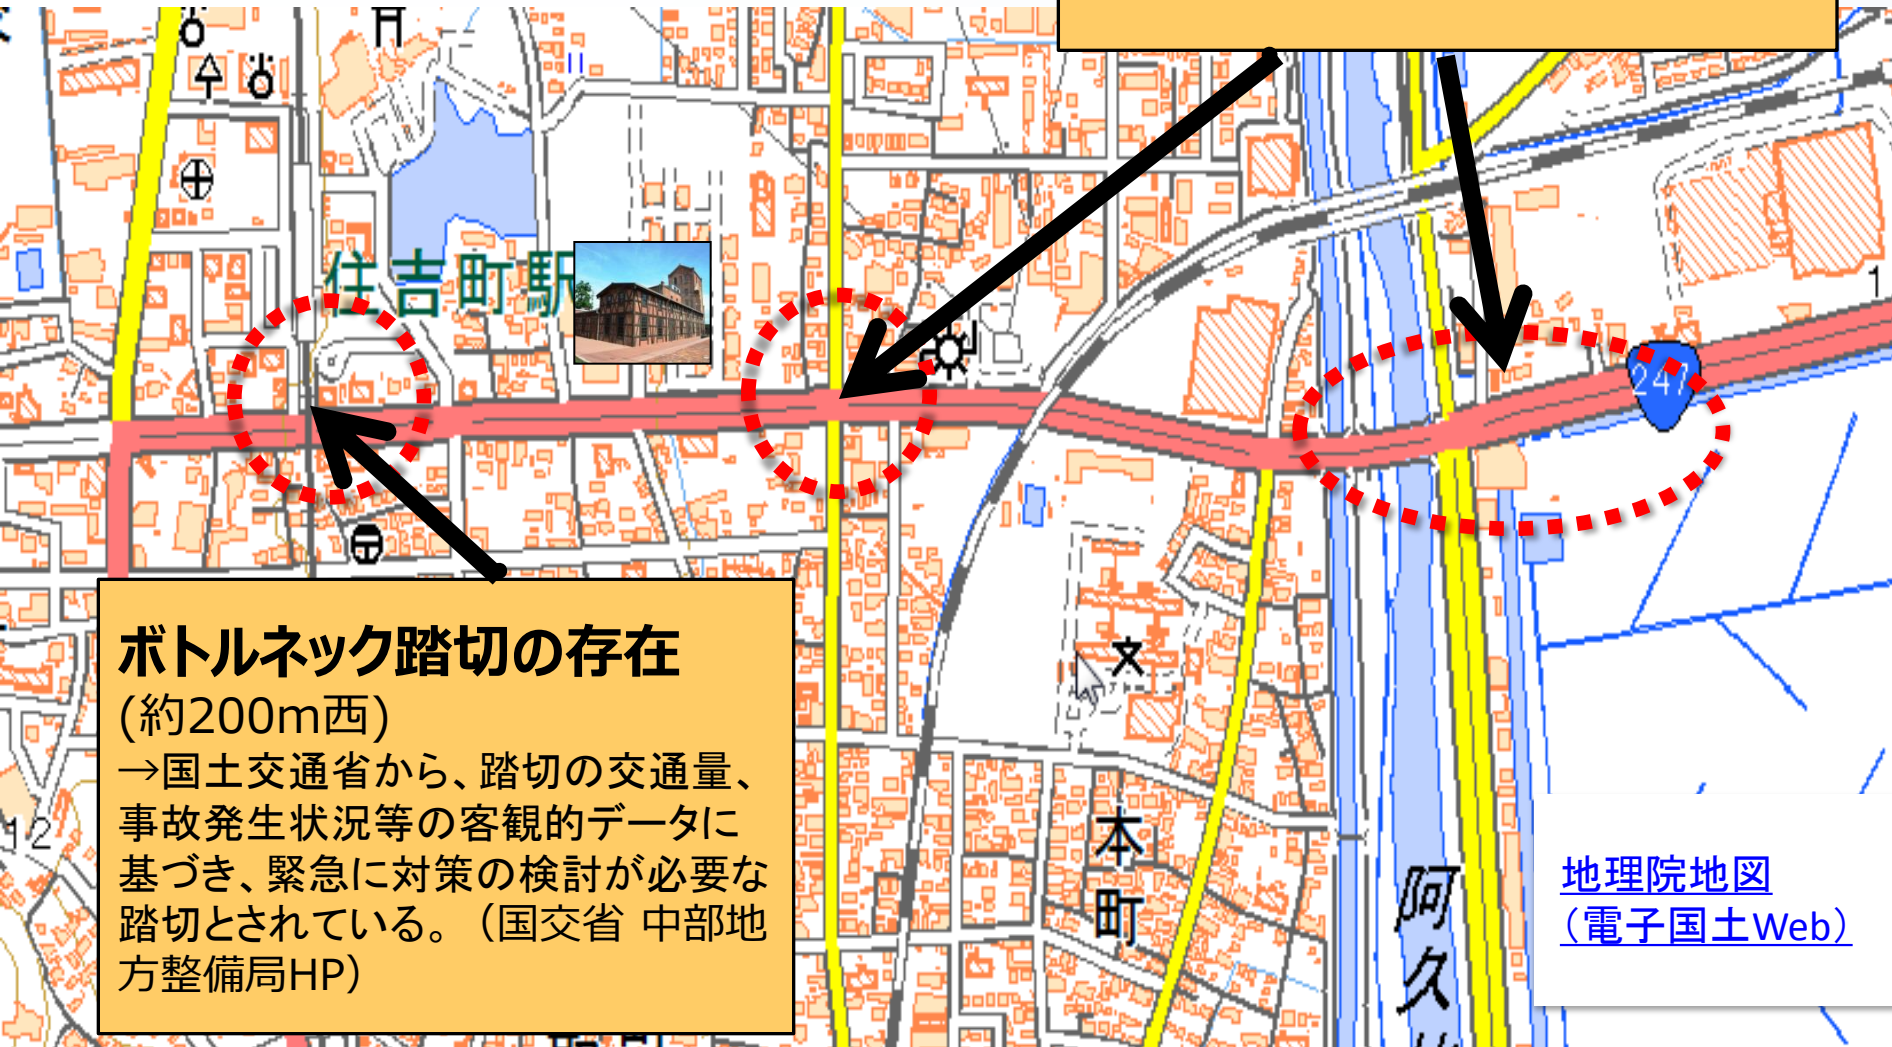 住吉町駅
1
247
ボトルネック踏切の存在
(約200m西)
→国土交通省から、踏切の交通量、
事故発生状況等の客観的データに
基づき、緊急に対策の検討が必要な
踏切とされている。（国交省 中部地
方整備局HP）
12
本町
阿久
地理院地図
（電子国土Web）